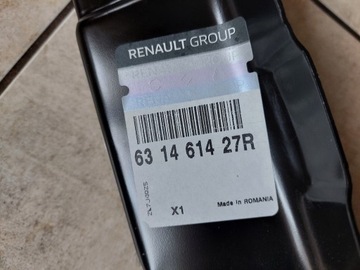 RENAULT GROUP
63 14 614 27R
X1
Made in ROMANIA